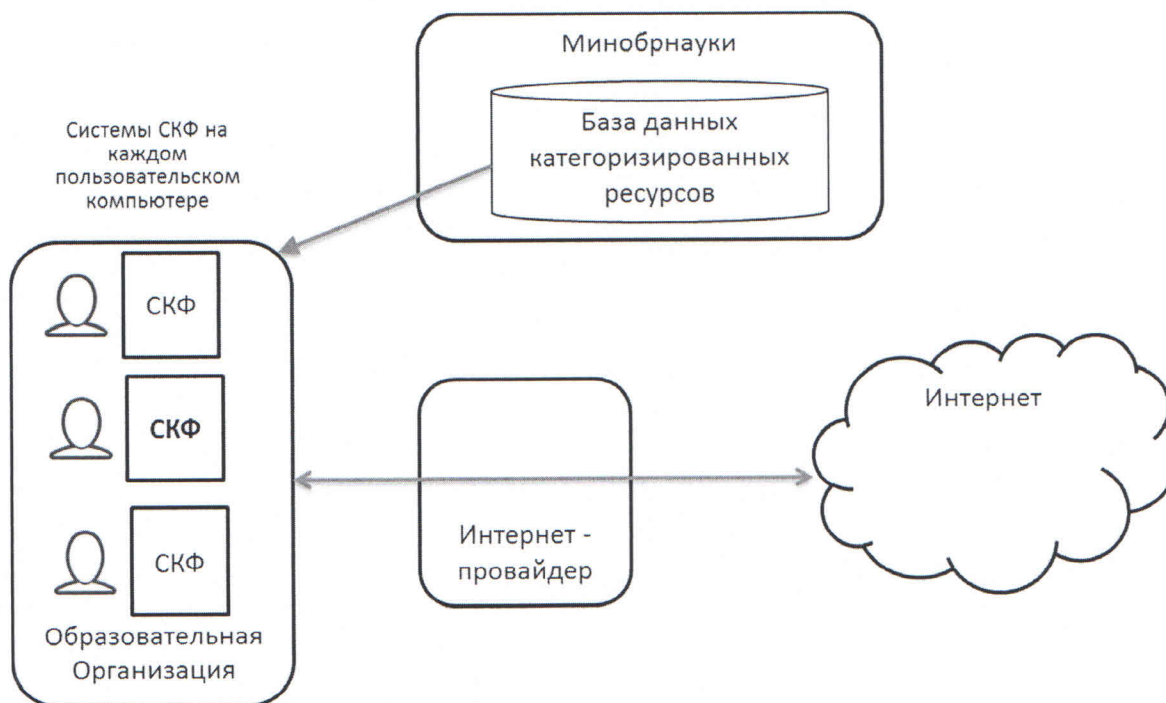 Минобрнауки
База данных
категоризированных
ресурсов
Системы СКФ на
каждом
пользовательском
компьютере
СКФ
СКФ
СКФ
Образовательная
Организация
Интернет -
провайдер
Интернет